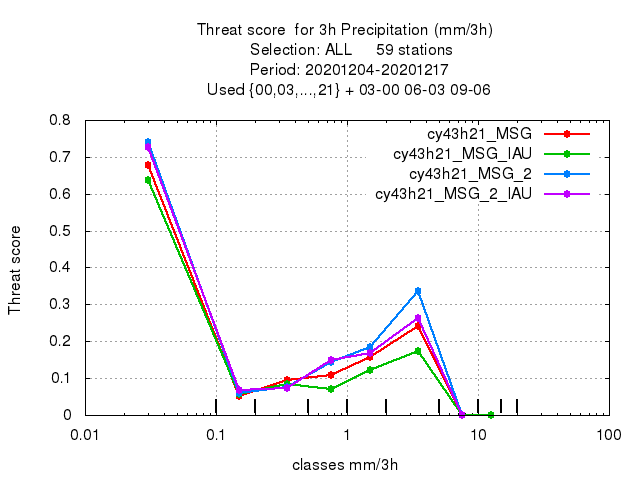 Threat score  for 3h Precipitation (mm/3h)
Selection: ALL     59 stations
Period: 20201204-20201217
Used {00,03,...,21} + 03-00 06-03 09-06
cy43h21_MSG
cy43h21_MSG_IAU
cy43h21_MSG_2
cy43h21_MSG_2_IAU
Threat score
0.8
0.7
0.6
0.5
0.4
0.3
0.2
0.1
0
0.01 0.1 1 10 100
classes mm/3h